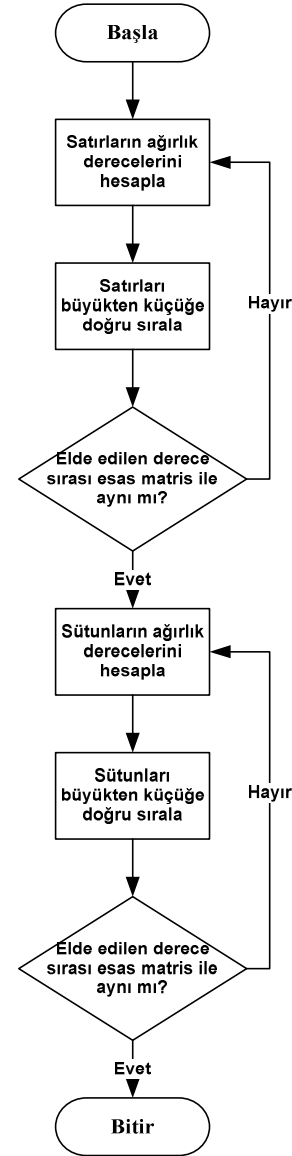 Başla
Satırların ağırlık
derecelerini
hesapla
Satırları
büyükten küçüğe
doğru sırala
Hayır
Elde edilen derece
sırası esas matris ile
aynı mı?
Evet
Sütunların ağırlık
derecelerini
hesapla
Sütunları
büyükten küçüğe
doğru sırala
Hayır
Elde edilen derece
sırası esas matris ile
aynı mı?
Evet
Bitir